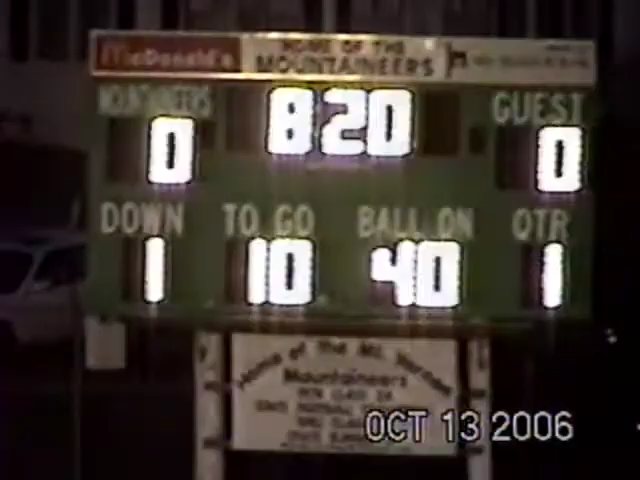 McDonald's
HOME OF THE
MOUNTAINEERS
MOUNTAINEERS
820
GUEST
0
0
DOWN TO GO BALL ON QTR
1 10 40 1
Home of the Mt. Vernon
Mountaineers
OCT 13 2006